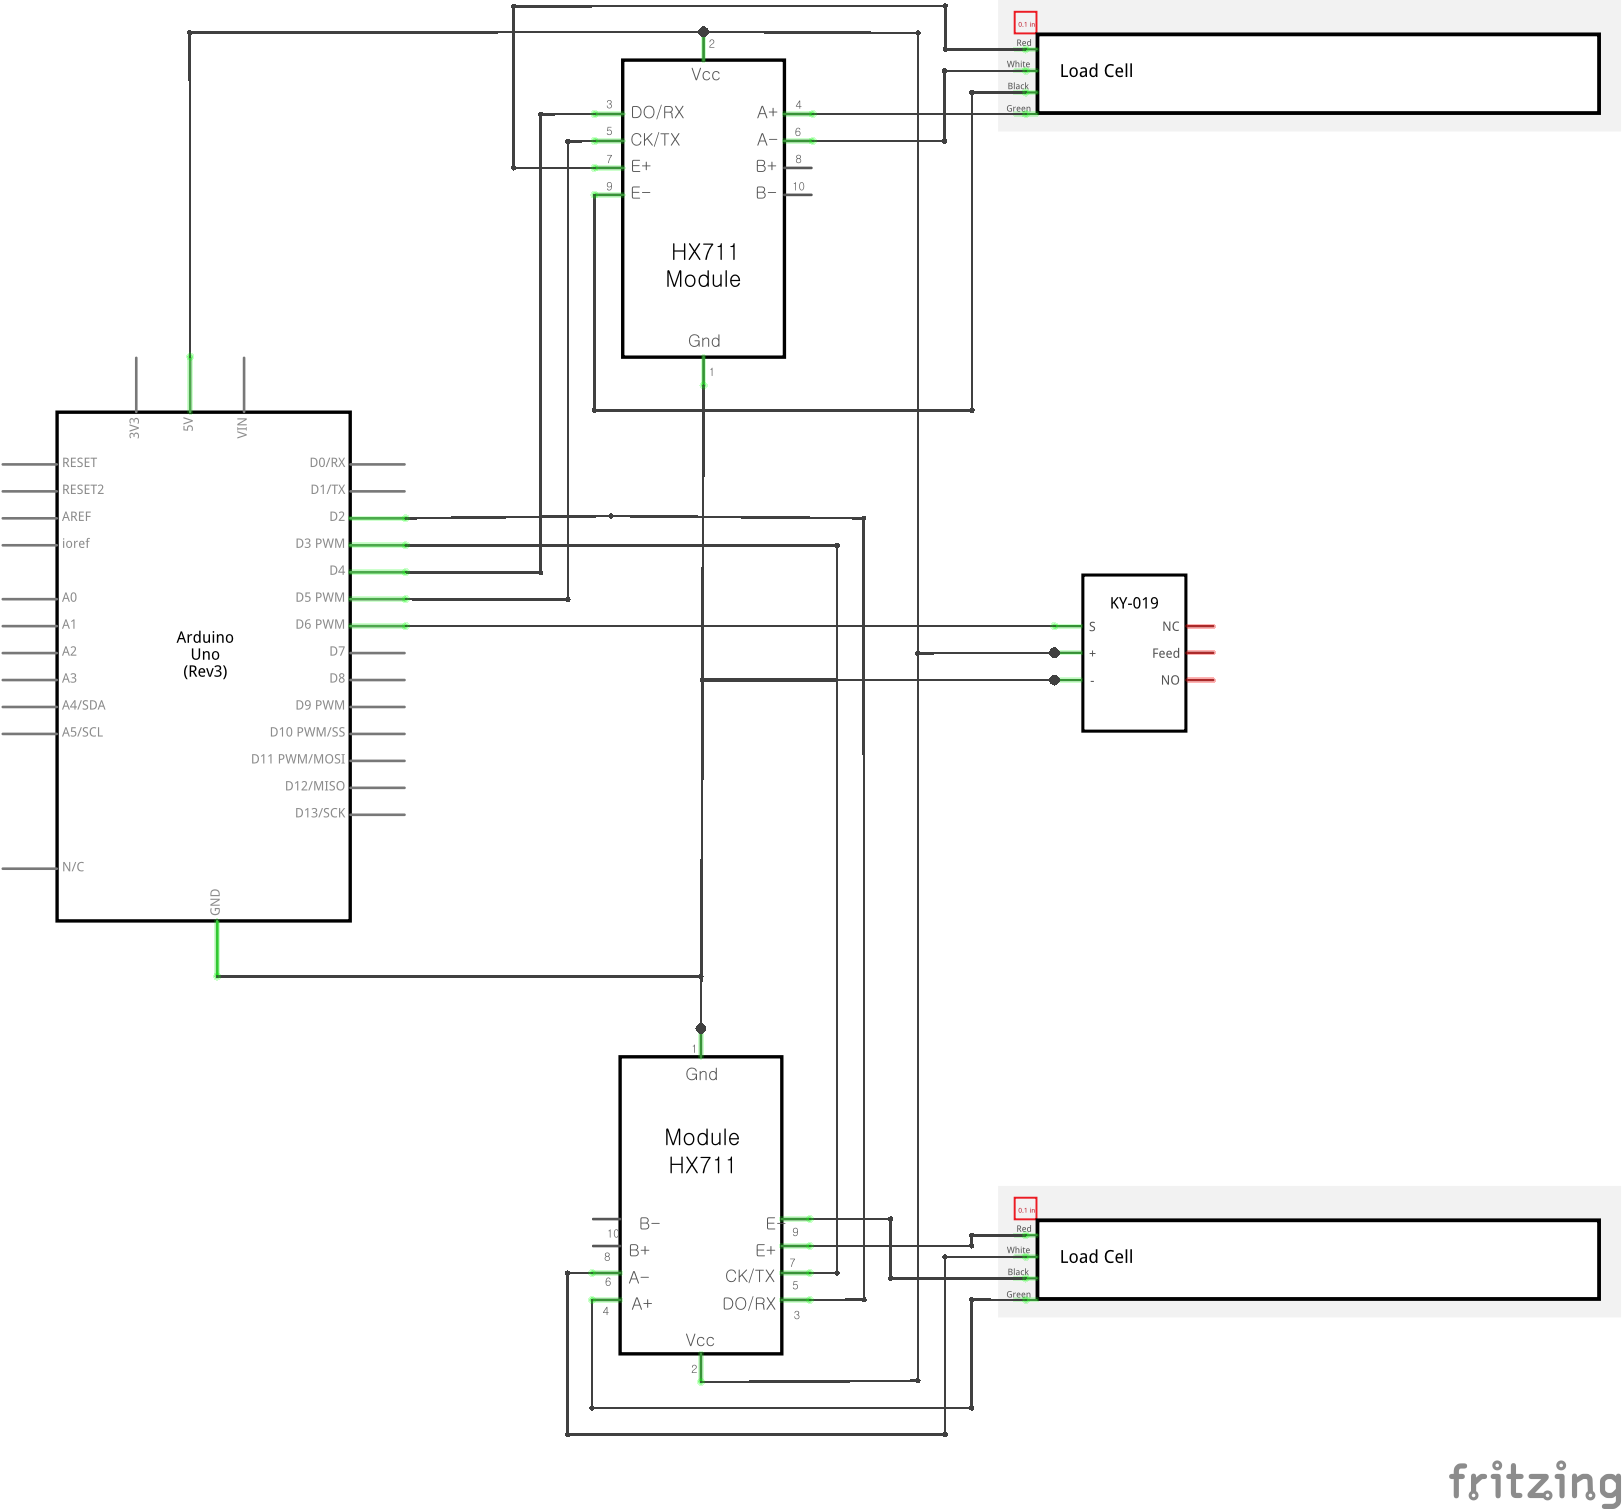 0.1 in
Red
White
Black
Green
Load Cell
2
Vcc
3 DO/RX A+ 4
5 CK/TX A- 6
7 E+ B+ 8
9 E- B- 10
HX711
Module
Gnd
1
3V3 5V VIN
RESET D0/RX
RESET2 D1/TX
AREF D2
ioref D3 PWM
D4
A0 D5 PWM
A1 D6 PWM
A2 D7
A3 D8
A4/SDA D9 PWM
A5/SCL D10 PWM/SS
D11 PWM/MOSI
D12/MISO
D13/SCK
N/C
GND
Arduino
Uno
(Rev3)
KY-019
S NC
+ Feed
- NO
1
Gnd
Module
HX711
10 B- E- 9
8 B+ E+ 7
6 A- CK/TX 5
4 A+ DO/RX 3
Vcc
2
0.1 in
Red
White
Black
Green
Load Cell
fritzing